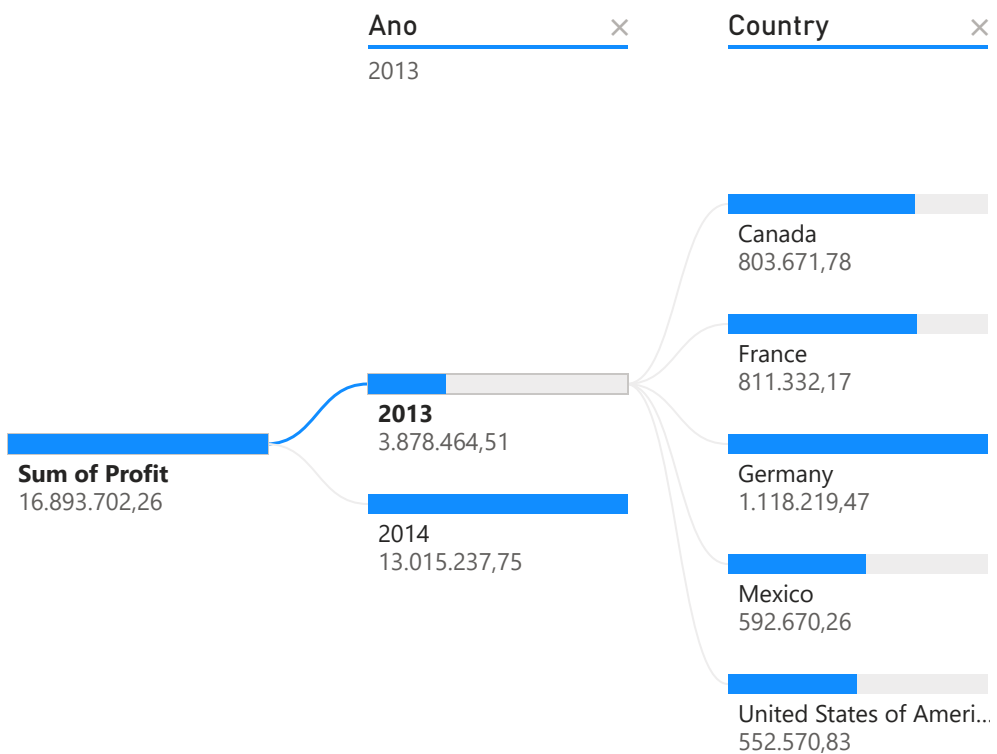 Ano
2013
Country
Sum of Profit
16.893.702,26
2013
3.878.464,51
2014
13.015.237,75
Canada
803.671,78
France
811.332,17
Germany
1.118.219,47
Mexico
592.670,26
United States of Ameri...
552.570,83